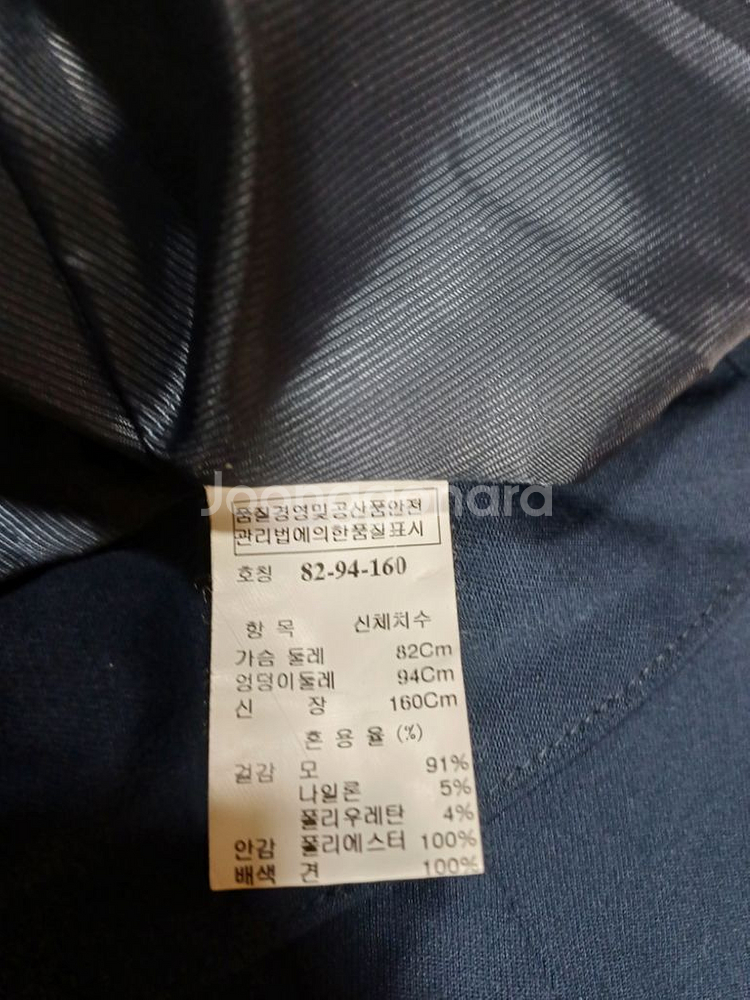 Joongonara
품질경영및공산품안전
관리법에의한품질표시
호칭 82-94-160
항 목 신체치수
가슴 둘레 82Cm
엉덩이둘레 94Cm
신 장 160Cm
혼 용 율 (%)
겉감 모 91%
나일론 5%
폴리우레탄 4%
안감 폴리에스터 100%
배색 견 100%